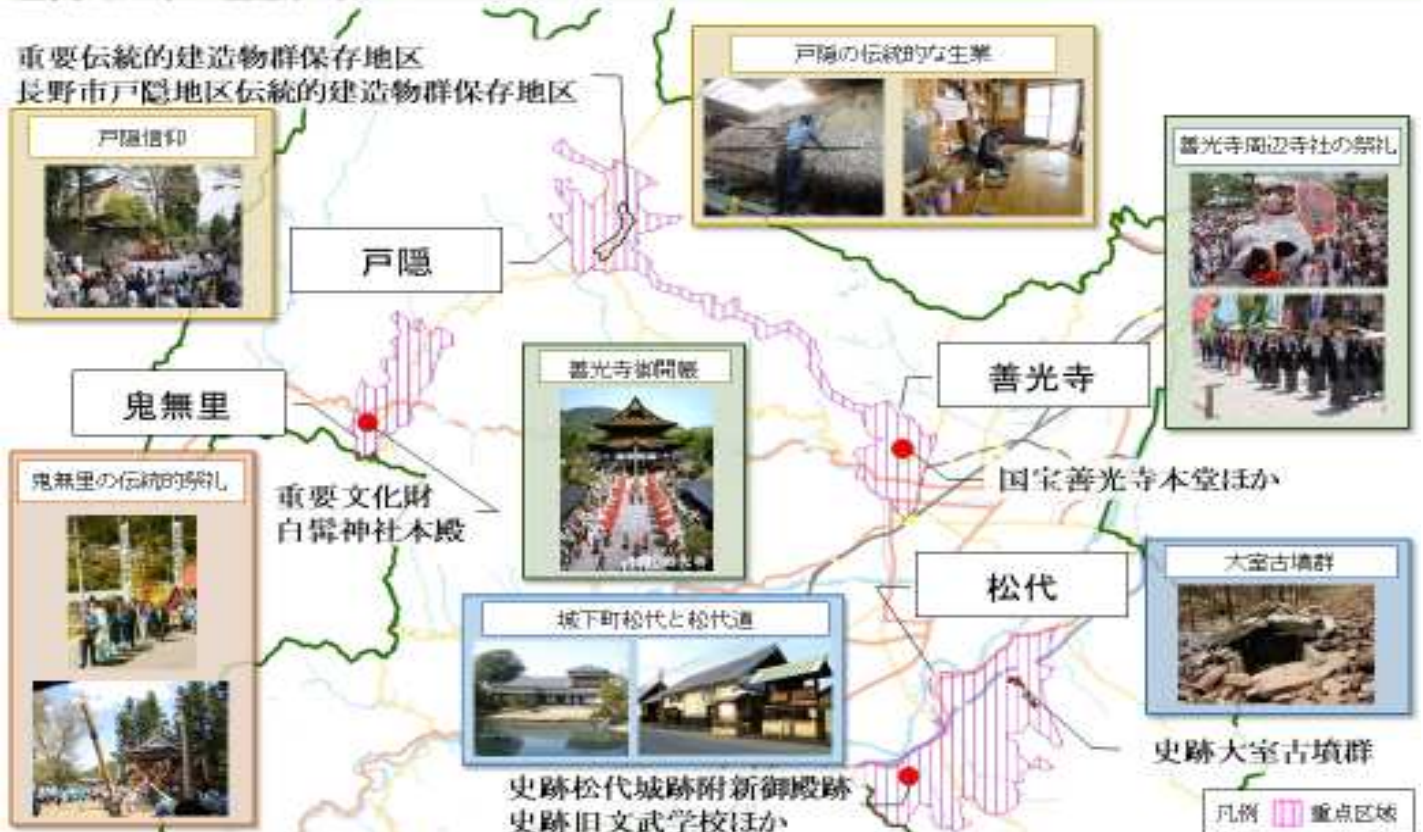 重要伝統的建造物群保存地区
長野市戸隠地区伝統的建造物群保存地区
戸隠の伝統的な生業
戸隠信仰
善光寺周辺寺社の祭礼
戸隠
鬼無里
善光寺御開帳
善光寺
鬼無里の伝統的祭礼
重要文化財
白髯神社本殿
国宝善光寺本堂ほか
松代
大室古墳群
城下町松代と松代道
史跡大室古墳群
史跡松代城跡附新御殿跡
史跡旧文武学校ほか
凡例 重点区域